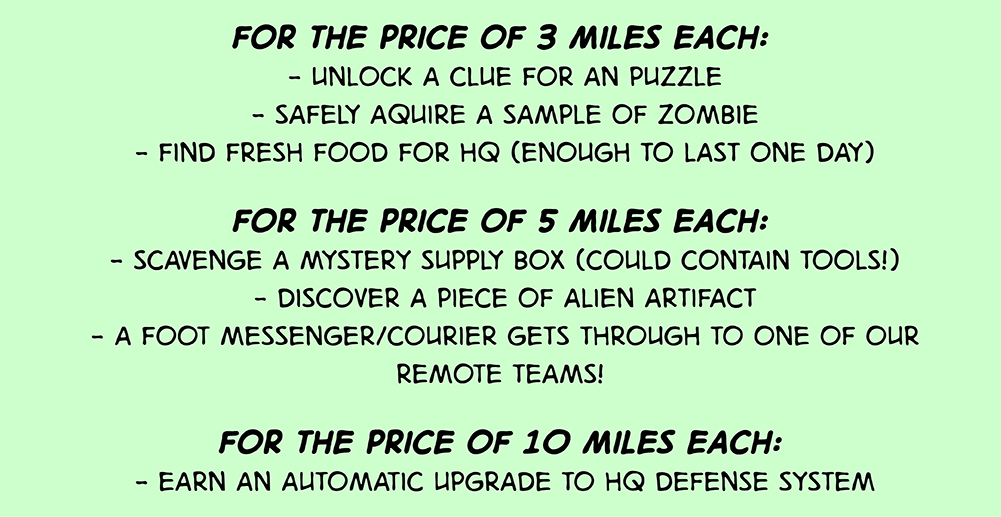 FOR THE PRICE OF 3 MILES EACH:
- UNLOCK A CLUE FOR AN PUZZLE
- SAFELY AQUIRE A SAMPLE OF ZOMBIE
- FIND FRESH FOOD FOR HQ (ENOUGH TO LAST ONE DAY)
FOR THE PRICE OF 5 MILES EACH:
- SCAVENGE A MYSTERY SUPPLY BOX (COULD CONTAIN TOOLS!)
- DISCOVER A PIECE OF ALIEN ARTIFACT
- A FOOT MESSENGER/COURIER GETS THROUGH TO ONE OF OUR
REMOTE TEAMS!
FOR THE PRICE OF 10 MILES EACH:
- EARN AN AUTOMATIC UPGRADE TO HQ DEFENSE SYSTEM